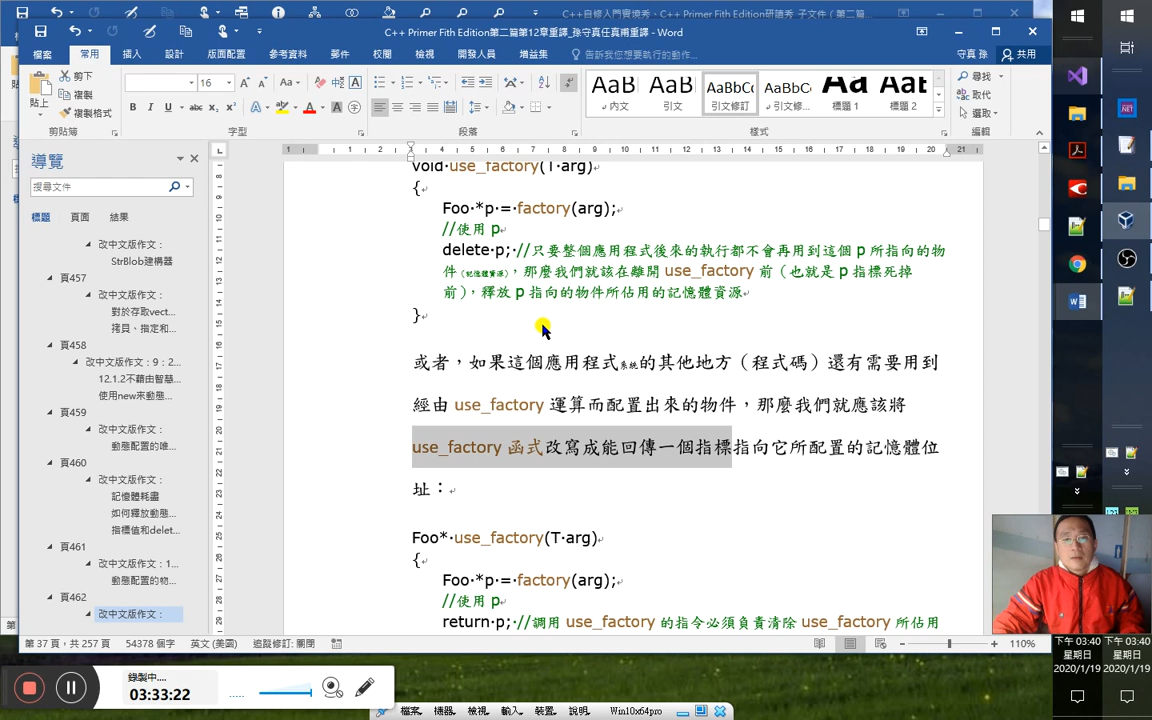 C++自修入門實境秀、C++ Primer Fith Edition研讀秀 子文件（第二篇
C++ Primer Fith Edition第二篇第12章重譯_孫守真任真甫重譯 - Word
檔案 常用 插入 設計 版面配置 參考資料 郵件 校閱 檢視 開發人員 增益集 告訴我您想要執行的動作... 守真 孫 共用
貼上 剪下 複製 複製格式
剪貼簿 字型 段落 樣式 編輯
16
AaB 內文 AaB 引文 AaBbC 引文修訂 AaBbC 引文修... AaB 標題 1 AaB 標題 2
尋找 取代 選取
導覽
搜尋文件
標題 頁面 結果
改中文版作文：
StrBlob建構器
頁457
改中文版作文：
對於存取vect...
拷貝、指定和...
頁458
改中文版作文：9：2...
12.1.2不藉由智慧...
使用new來動態...
頁459
改中文版作文：
動態配置的唯...
頁460
改中文版作文：
記憶體耗盡
如何釋放動態...
指標值和delet...
頁461
改中文版作文：1...
動態配置的物...
頁462
改中文版作文：
void·use_factory(T·arg)
{
Foo·*p·=·factory(arg);
//使用 p
delete·p;·//只要整個應用程式後來的執行都不會再用到這個 p 所指向的物
件（記憶體資源），那麼我們就該在離開 use_factory 前（也就是 p 指標死掉
前），釋放 p 指向的物件所佔用的記憶體資源
}
或者，如果這個應用程式系統的其他地方（程式碼）還有需要用到
經由 use_factory 運算而配置出來的物件，那麼我們就應該將
use_factory 函式改寫成能回傳一個指標指向它所配置的記憶體位
址：
Foo*·use_factory(T·arg)
{
Foo·*p·=·factory(arg);
//使用 p
return·p;·//調用 use_factory 的指令必須負責清除 use_factory 所佔用
第 37 頁，共 257 頁 54378 個字 英文 (美國) 追蹤修訂: 關閉 110%
錄製中....
03:33:22
檔案 機器 檢視 輸入 裝置 說明 Win10x64pro
下午 03:40
星期日
2020/1/19
下午 03:40
星期日
2020/1/19